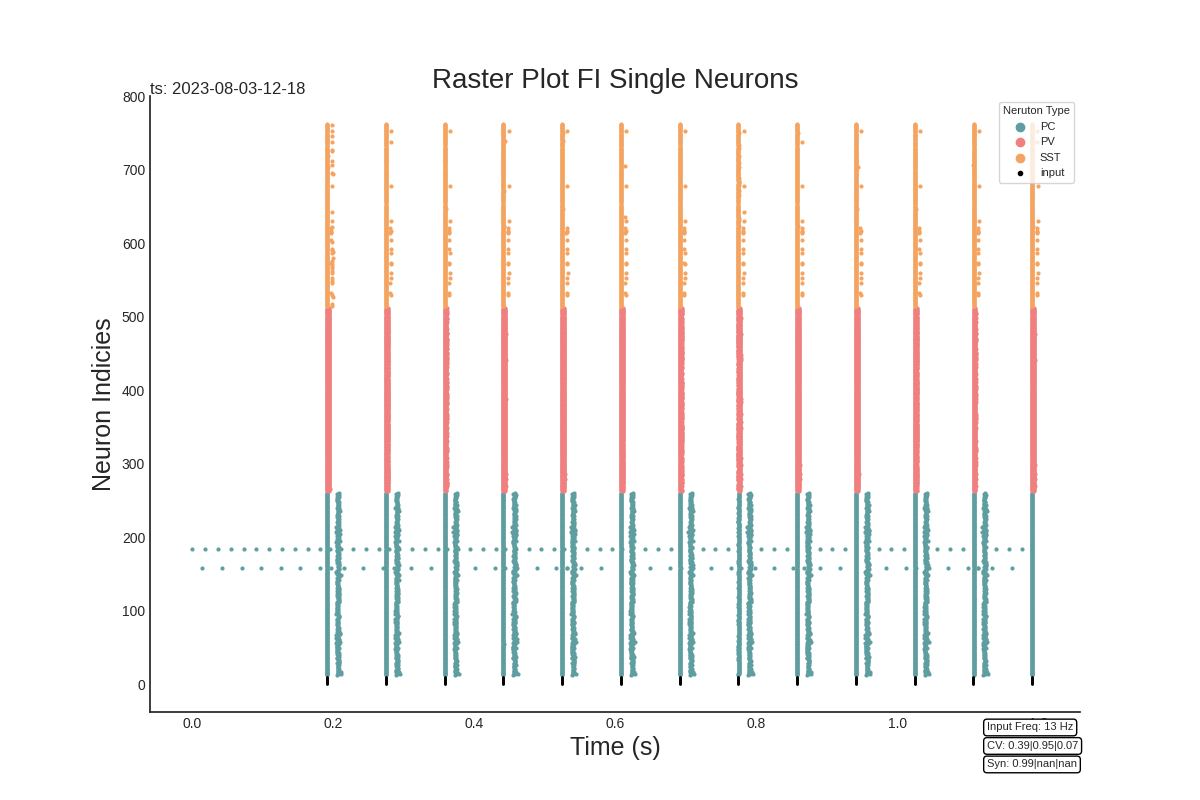 Raster Plot FI Single Neurons
ts: 2023-08-03-12-18
800
700
600
500
400
300
200
100
0
Neuron Indicies
Neruton Type
PC
PV
SST
input
0.0
0.2
0.4
0.6
0.8
1.0
Time (s)
Input Freq: 13 Hz
CV: 0.39|0.95|0.07
Syn: 0.99|nan|nan